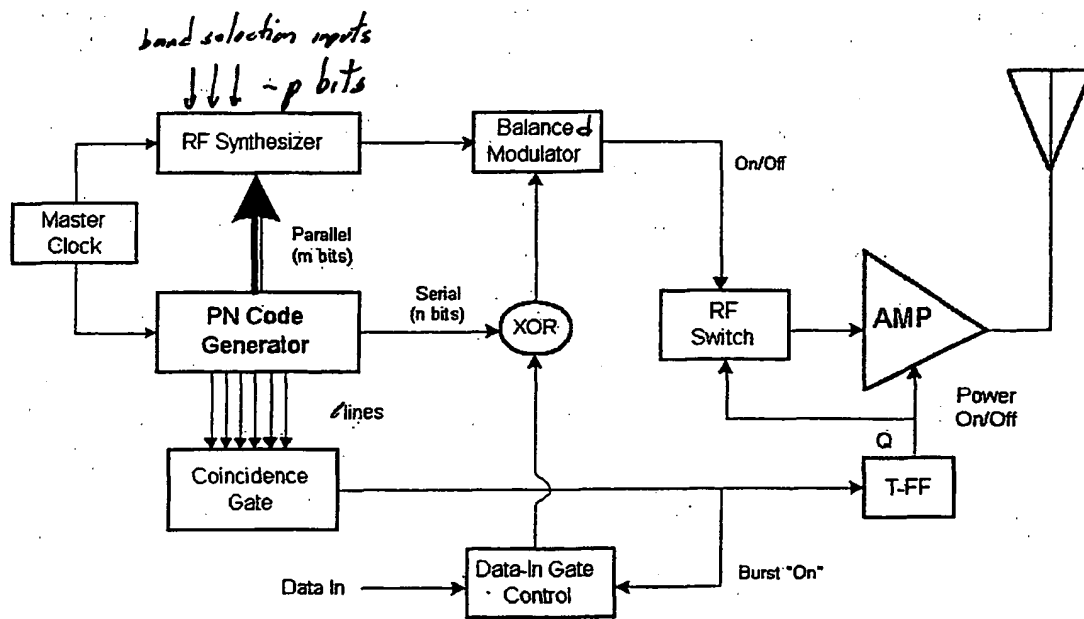 band selection inputs
~p bits
RF Synthesizer
Balanced
Modulator
On/Off
Master
Clock
Parallel
(m bits)
PN Code
Generator
Serial
(n bits)
XOR
RF
Switch
AMP
Power
On/Off
ℓ lines
Q
Coincidence
Gate
T-FF
Data In
Data-In Gate
Control
Burst "On"